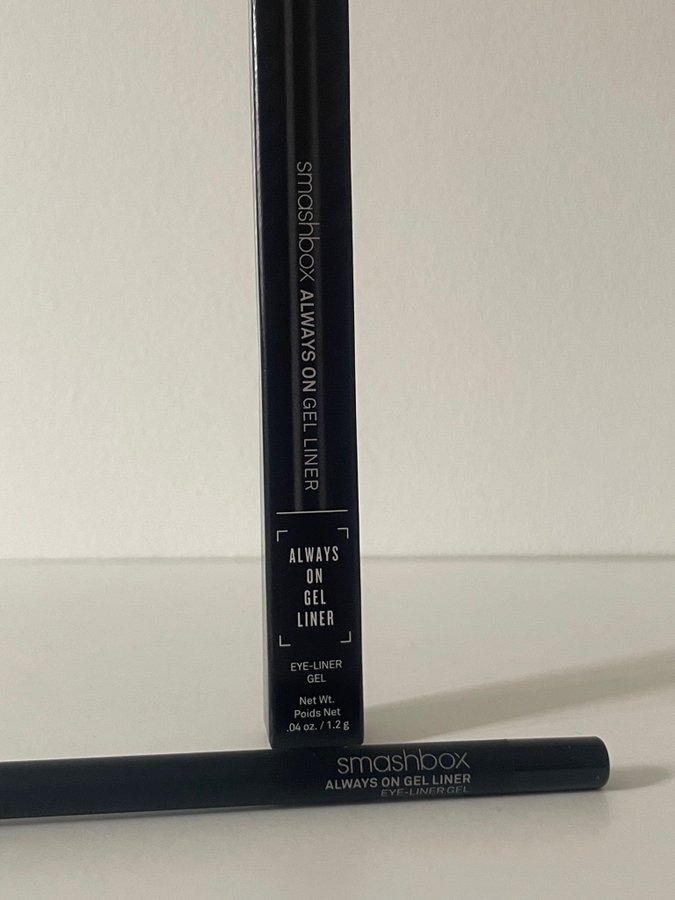 smashbox ALWAYS ON GEL LINER
ALWAYS
ON
GEL
LINER
EYE-LINER
GEL
Net Wt.
Poids Net
.04 oz. / 1.2 g
smashbox
ALWAYS ON GEL LINER
EYE-LINER GEL